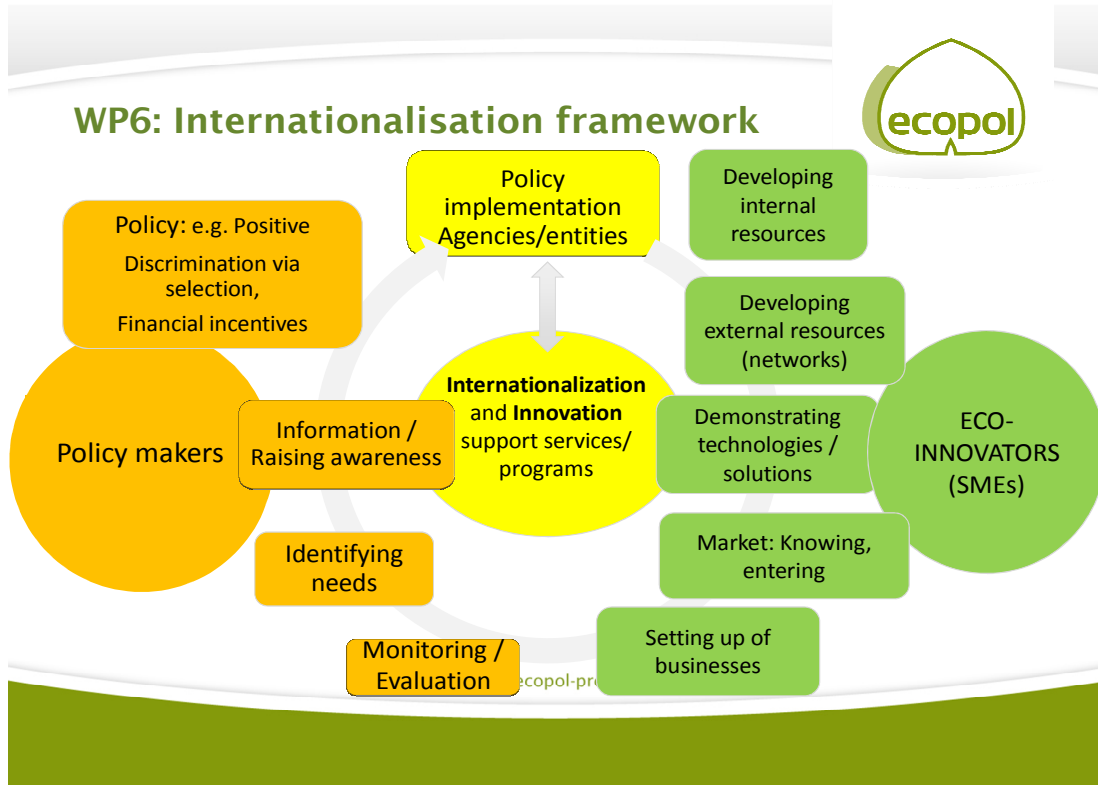 ecopol
WP6: Internationalisation framework
Policy
implementation
Agencies/entities
Developing
internal
resources
Policy: e.g. Positive
Discrimination via
selection,
Financial incentives
Developing
external resources
(networks)
Internationalization
and Innovation
support services/
programs
Policy makers
Information /
Raising awareness
Demonstrating
technologies /
solutions
ECO-
INNOVATORS
(SMEs)
Identifying
needs
Market: Knowing,
entering
Monitoring /
Evaluation
Setting up of
businesses
ecopol-pr